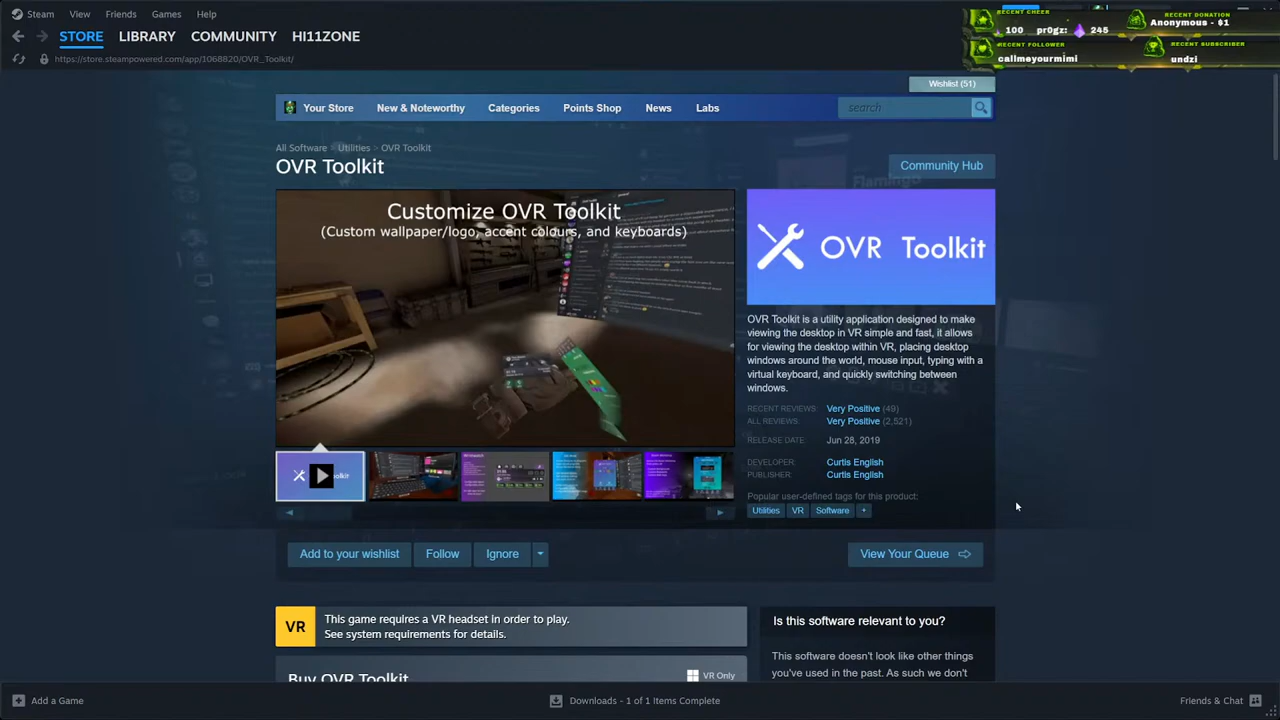 Steam View Friends Games Help
STORE LIBRARY COMMUNITY HI11ZONE
https://store.steampowered.com/app/1068820/OVR_Toolkit/
RECENT CHEER
100 pr0gz: 245
RECENT DONATION
Anonymous - $1
RECENT FOLLOWER
callmeyourmimi
RECENT SUBSCRIBER
undzi
Wishlist (51)
Your Store New & Noteworthy Categories Points Shop News Labs search
All Software > Utilities > OVR Toolkit
OVR Toolkit
Community Hub
Customize OVR Toolkit
(Custom wallpaper/logo, accent colours, and keyboards)
OVR Toolkit
OVR Toolkit is a utility application designed to make
viewing the desktop in VR simple and fast, it allows
for viewing the desktop within VR, placing desktop
windows around the world, mouse input, typing with a
virtual keyboard, and quickly switching between
windows.
RECENT REVIEWS: Very Positive (49)
ALL REVIEWS: Very Positive (2,521)
RELEASE DATE: Jun 28, 2019
DEVELOPER: Curtis English
PUBLISHER: Curtis English
Popular user-defined tags for this product:
Utilities VR Software +
Add to your wishlist Follow Ignore View Your Queue
VR
This game requires a VR headset in order to play.
See system requirements for details.
Buy OVR Toolkit
VR Only
Is this software relevant to you?
This software doesn't look like other things
you've used in the past. As such we don't
Add a Game Downloads - 1 of 1 Items Complete Friends & Chat